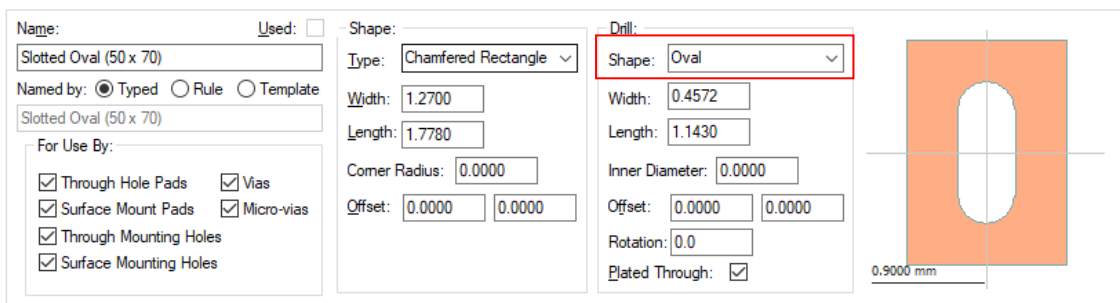 Name:
Used:
Slotted Oval (50 x 70)
Named by: Typed Rule Template
Slotted Oval (50 x 70)
For Use By:
Through Hole Pads Vias
Surface Mount Pads Micro-vias
Through Mounting Holes
Surface Mounting Holes
Shape:
Type: Chamfered Rectangle
Width: 1.2700
Length: 1.7780
Corner Radius: 0.0000
Offset: 0.0000 0.0000
Drill:
Shape: Oval
Width: 0.4572
Length: 1.1430
Inner Diameter: 0.0000
Offset: 0.0000 0.0000
Rotation: 0.0
Plated Through:
0.9000 mm